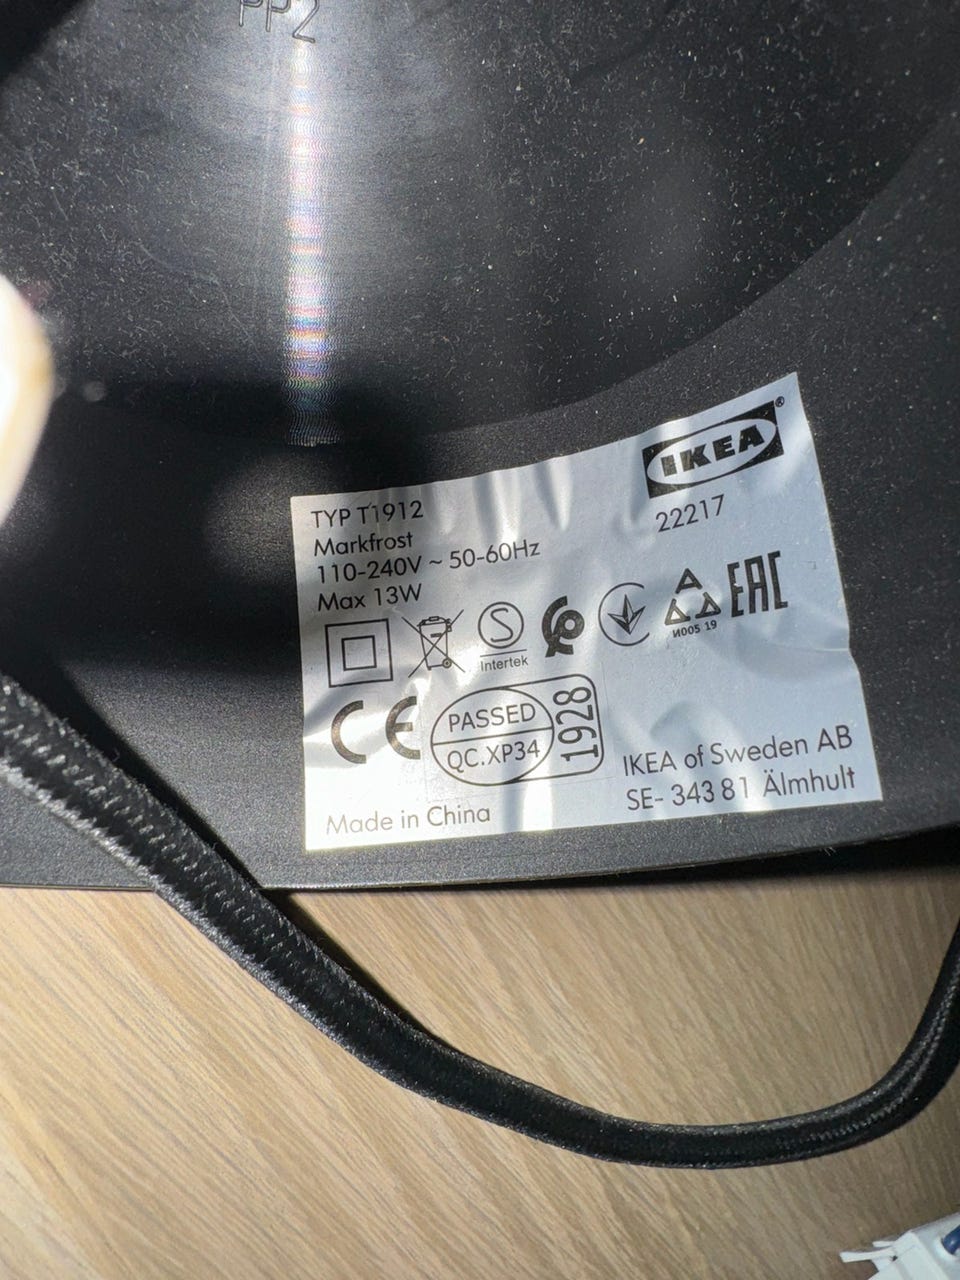 PP2
IKEA®
22217
TYP T1912
Markfrost
110-240V ~ 50-60Hz
Max 13W
S
Intertek
И005 19
EAC
CE
PASSED
QC.XP34
1928
IKEA of Sweden AB
SE- 343 81 Älmhult
Made in China